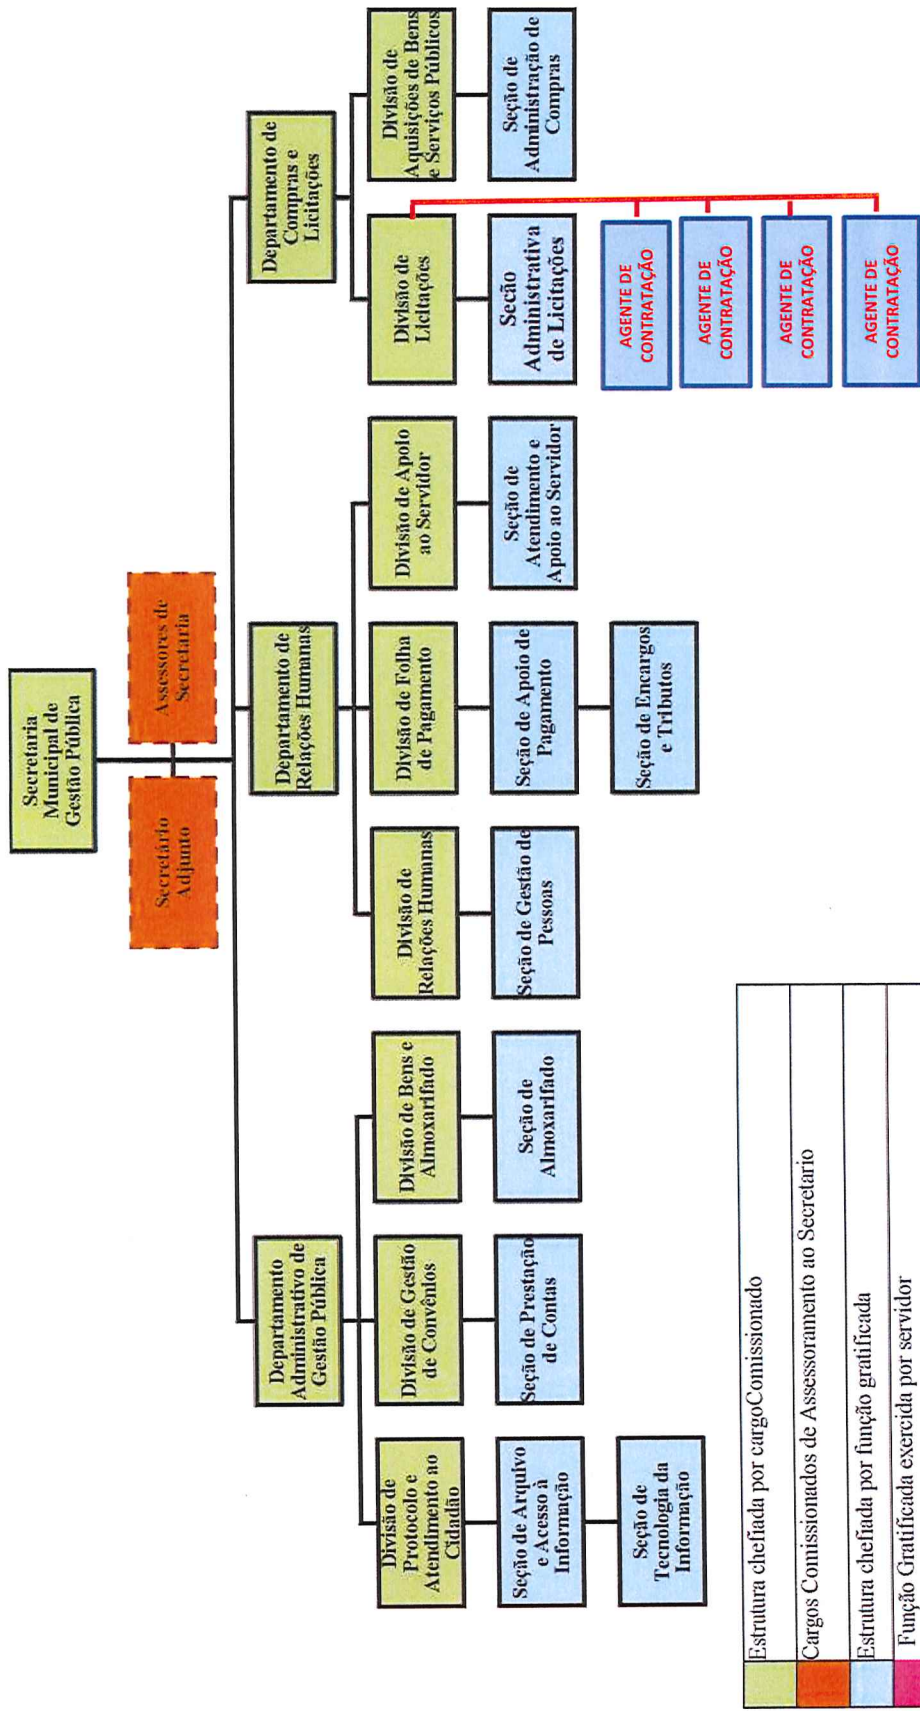 Secretaria
Municipal de
Gestão Pública
Secretário
Adjunto
Assessores de
Secretaria
Departamento
Administrativo de
Gestão Pública
Departamento de
Relações Humanas
Departamento de
Compras e
Licitações
Divisão de
Protocolo e
Atendimento ao
Cidadão
Divisão de Gestão
de Convênios
Divisão de Bens e
Almoxarifado
Divisão de
Relações Humanas
Divisão de Folha
de Pagamento
Divisão de Apoio
ao Servidor
Divisão de
Licitações
Divisão de
Aquisições de Bens
e Serviços Públicos
Seção de Arquivo
e Acesso à
Informação
Seção de Prestação
de Contas
Seção de
Almoxarifado
Seção de Gestão de
Pessoas
Seção de Apoio de
Pagamento
Seção de
Atendimento e
Apoio ao Servidor
Seção
Administrativa
de Licitações
Seção de
Administração de
Compras
Seção de
Tecnologia da
Informação
Seção de Encargos
e Tributos
AGENTE DE
CONTRATAÇÃO
AGENTE DE
CONTRATAÇÃO
AGENTE DE
CONTRATAÇÃO
AGENTE DE
CONTRATAÇÃO
Estrutura chefiada por cargoComissionado
Cargos Comissionados de Assessoramento ao Secretario
Estrutura chefiada por função gratificada
Função Gratificada exercida por servidor